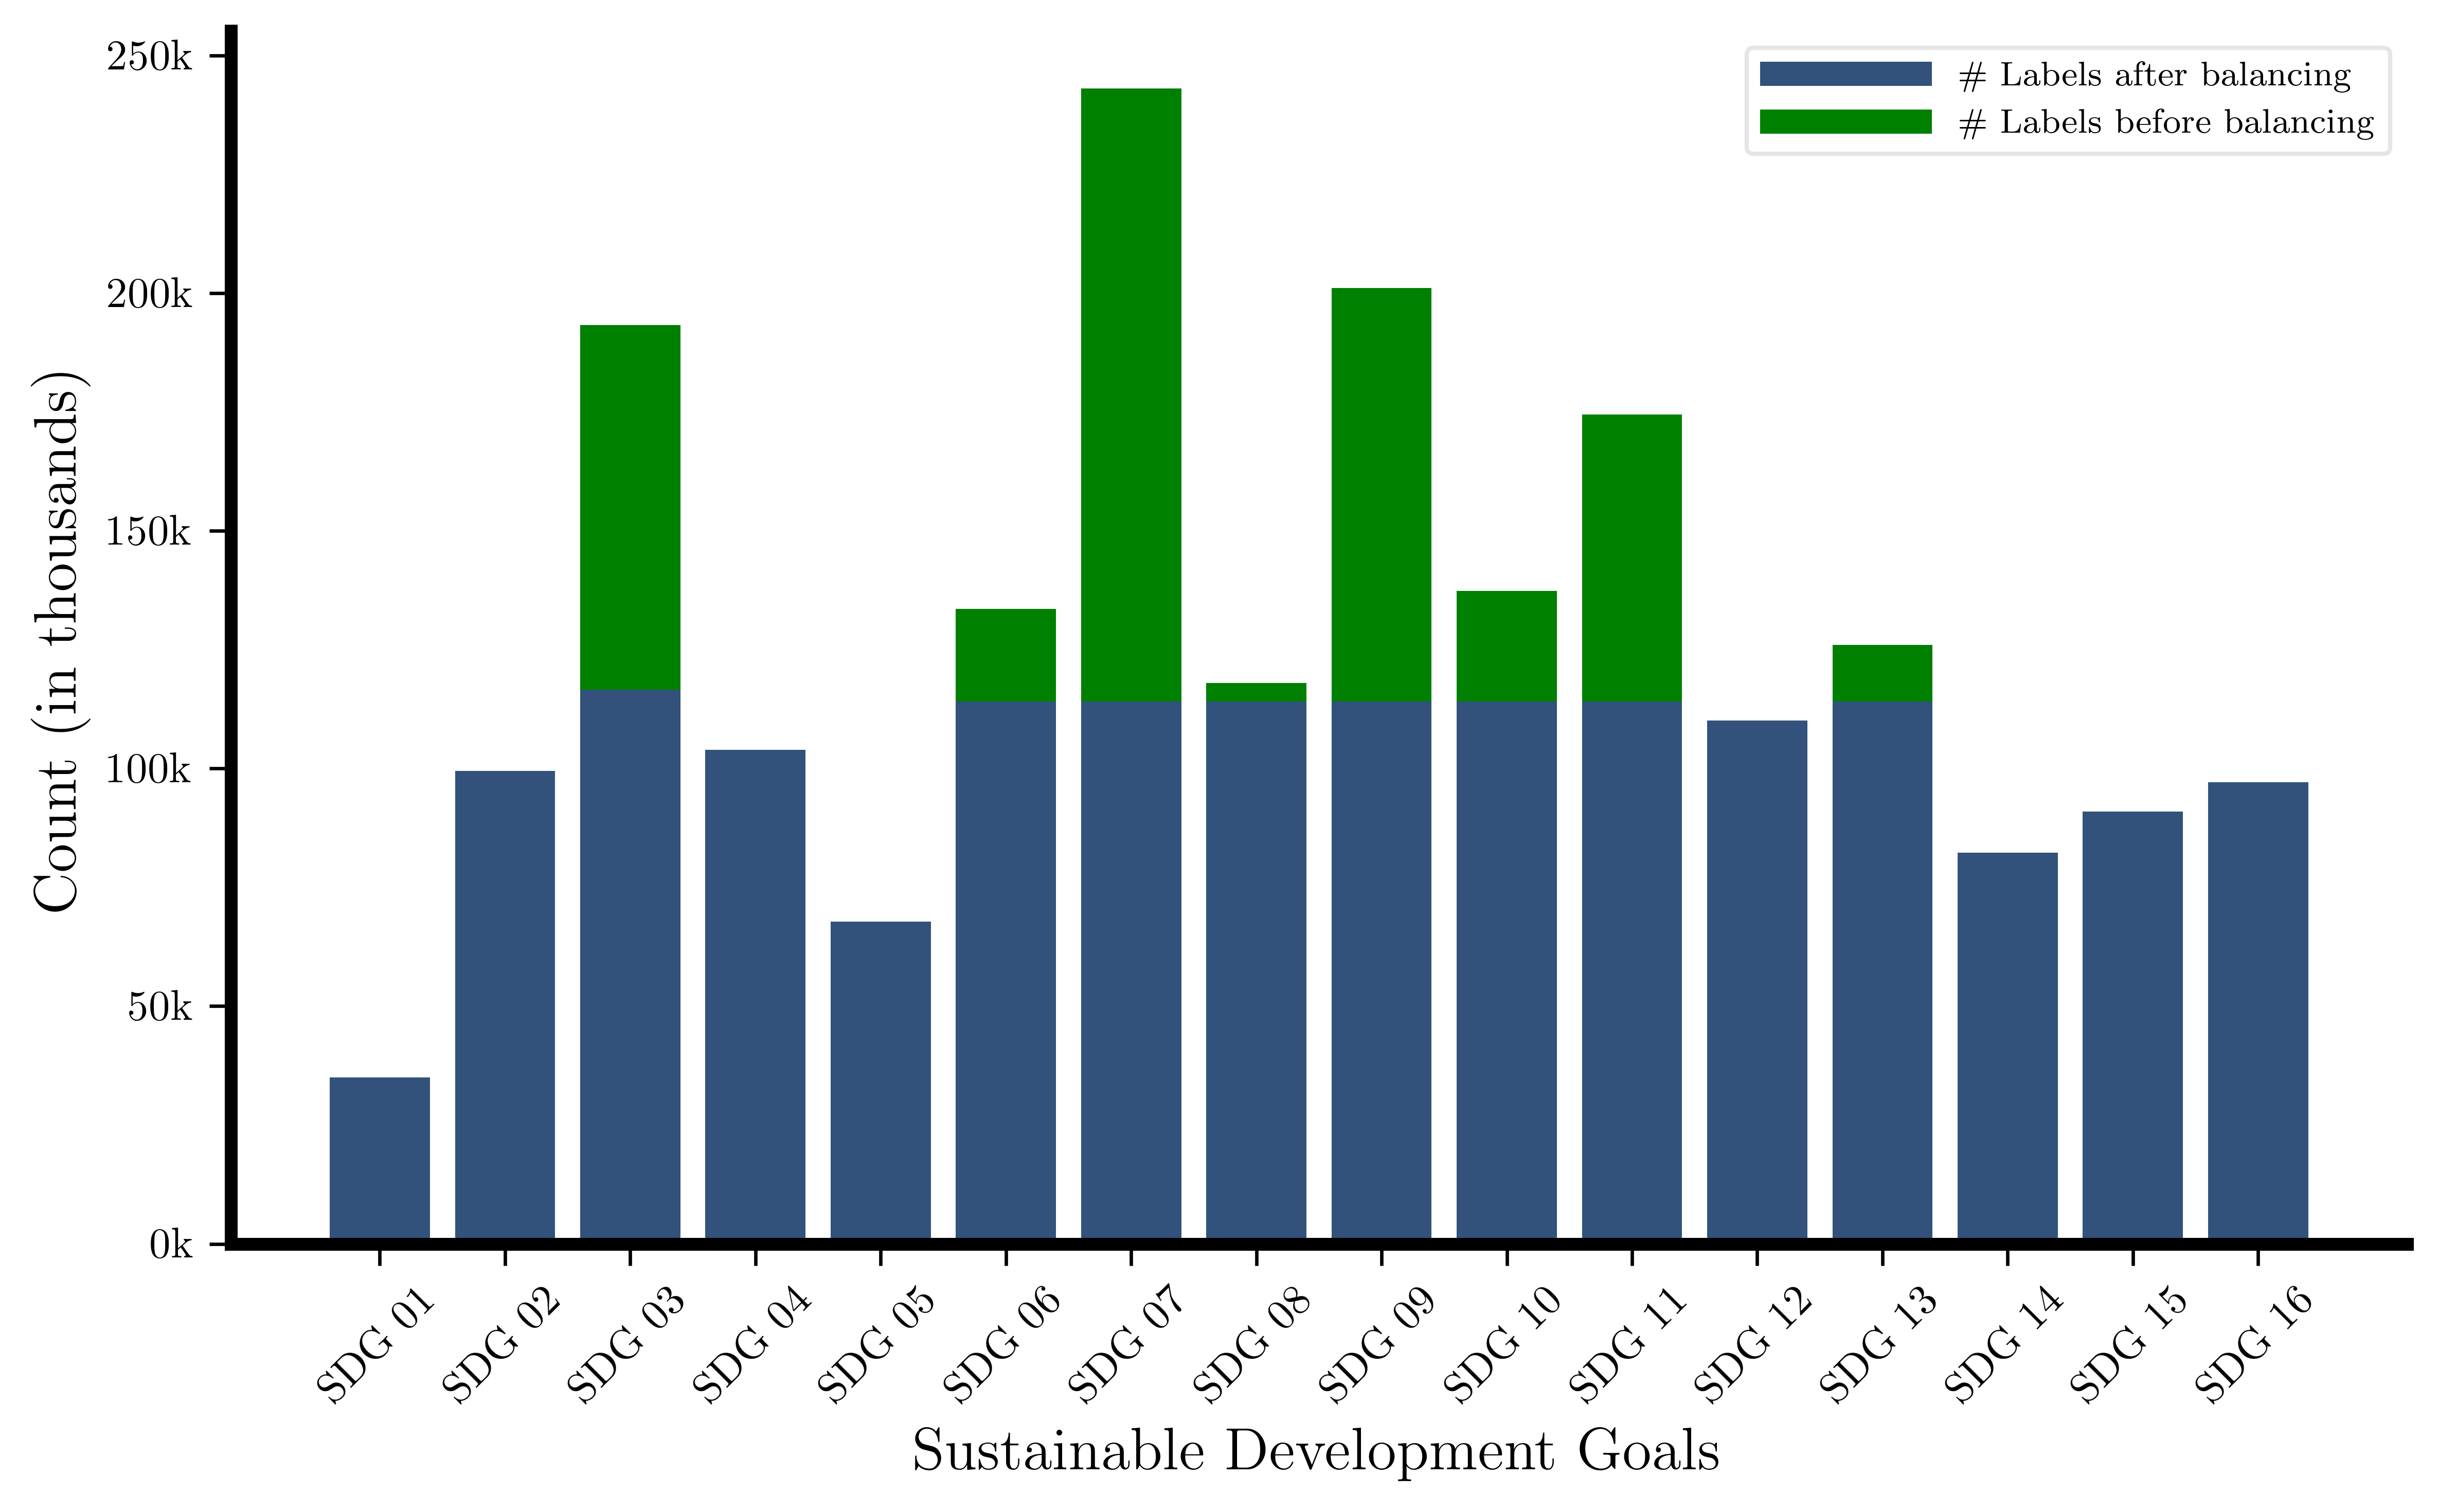 250k
200k
150k
100k
50k
0k
Count (in thousands)
# Labels after balancing
# Labels before balancing
SDG 01
SDG 02
SDG 03
SDG 04
SDG 05
SDG 06
SDG 07
SDG 08
SDG 09
SDG 10
SDG 11
SDG 12
SDG 13
SDG 14
SDG 15
SDG 16
Sustainable Development Goals